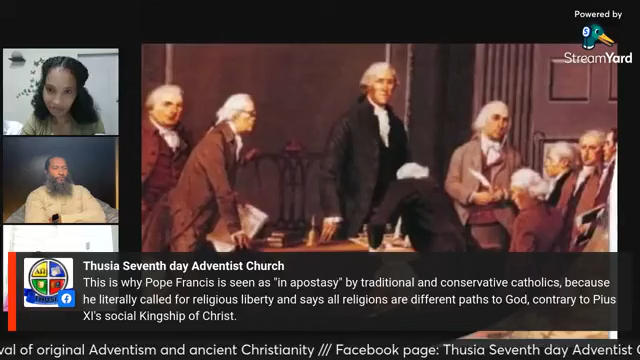 Powered by
StreamYard
Thusia Seventh day Adventist Church
This is why Pope Francis is seen as "in apostasy" by traditional and conservative catholics, because
he literally called for religious liberty and says all religions are different paths to God, contrary to Pius
XI's social Kingship of Christ.
val of original Adventism and ancient Christianity /// Facebook page: Thusia Seventh day Adventist C